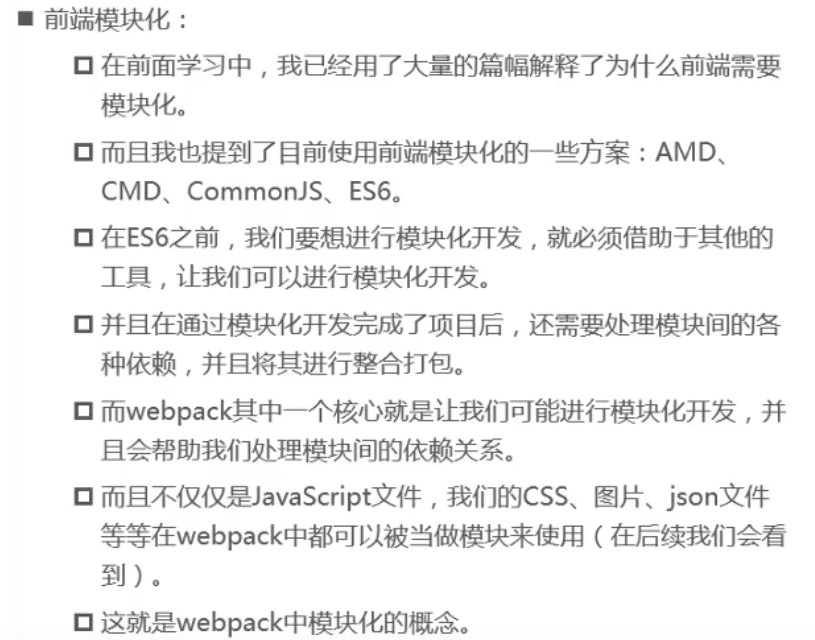 前端模块化：
在前面学习中，我已经用了大量的篇幅解释了为什么前端需要
模块化。
而且我也提到了目前使用前端模块化的一些方案：AMD、
CMD、CommonJS、ES6。
在ES6之前，我们要想进行模块化开发，就必须借助于其他的
工具，让我们可以进行模块化开发。
并且在通过模块化开发完成了项目后，还需要处理模块间的各
种依赖，并且将其进行整合打包。
而webpack其中一个核心就是让我们可能进行模块化开发，并
且会帮助我们处理模块间的依赖关系。
而且不仅仅是JavaScript文件，我们的CSS、图片、json文件
等等在webpack中都可以被当做模块来使用（在后续我们会看
到）。
这就是webpack中模块化的概念。